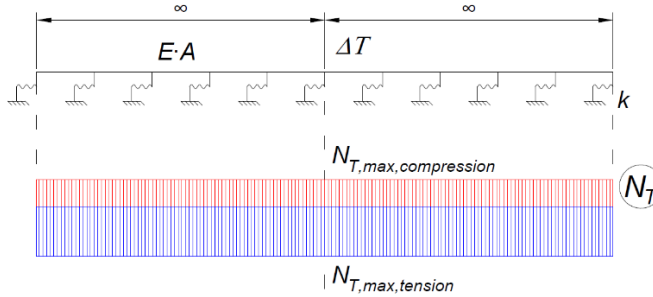 ∞ ∞
E·A ΔT
k
N_T,max,compression
N_T
N_T,max,tension